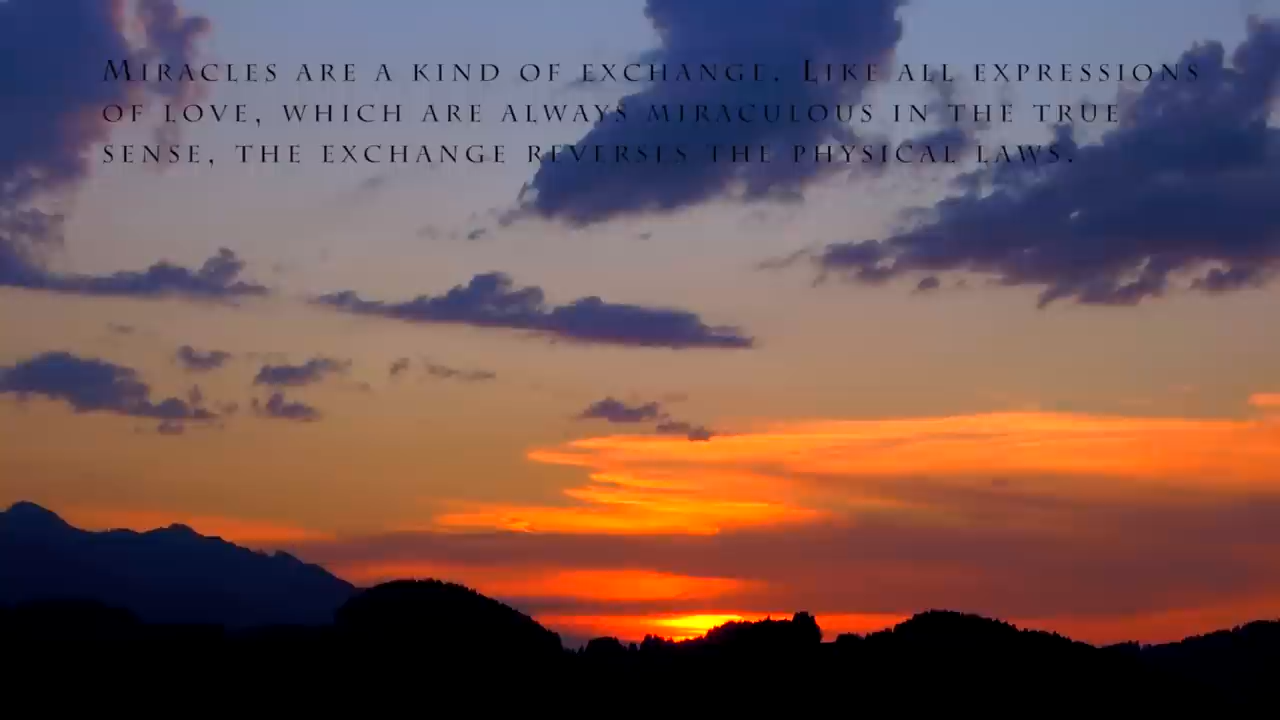 Miracles are a kind of exchange. Like all expressions
of love, which are always miraculous in the true
sense, the exchange reverses the physical laws.